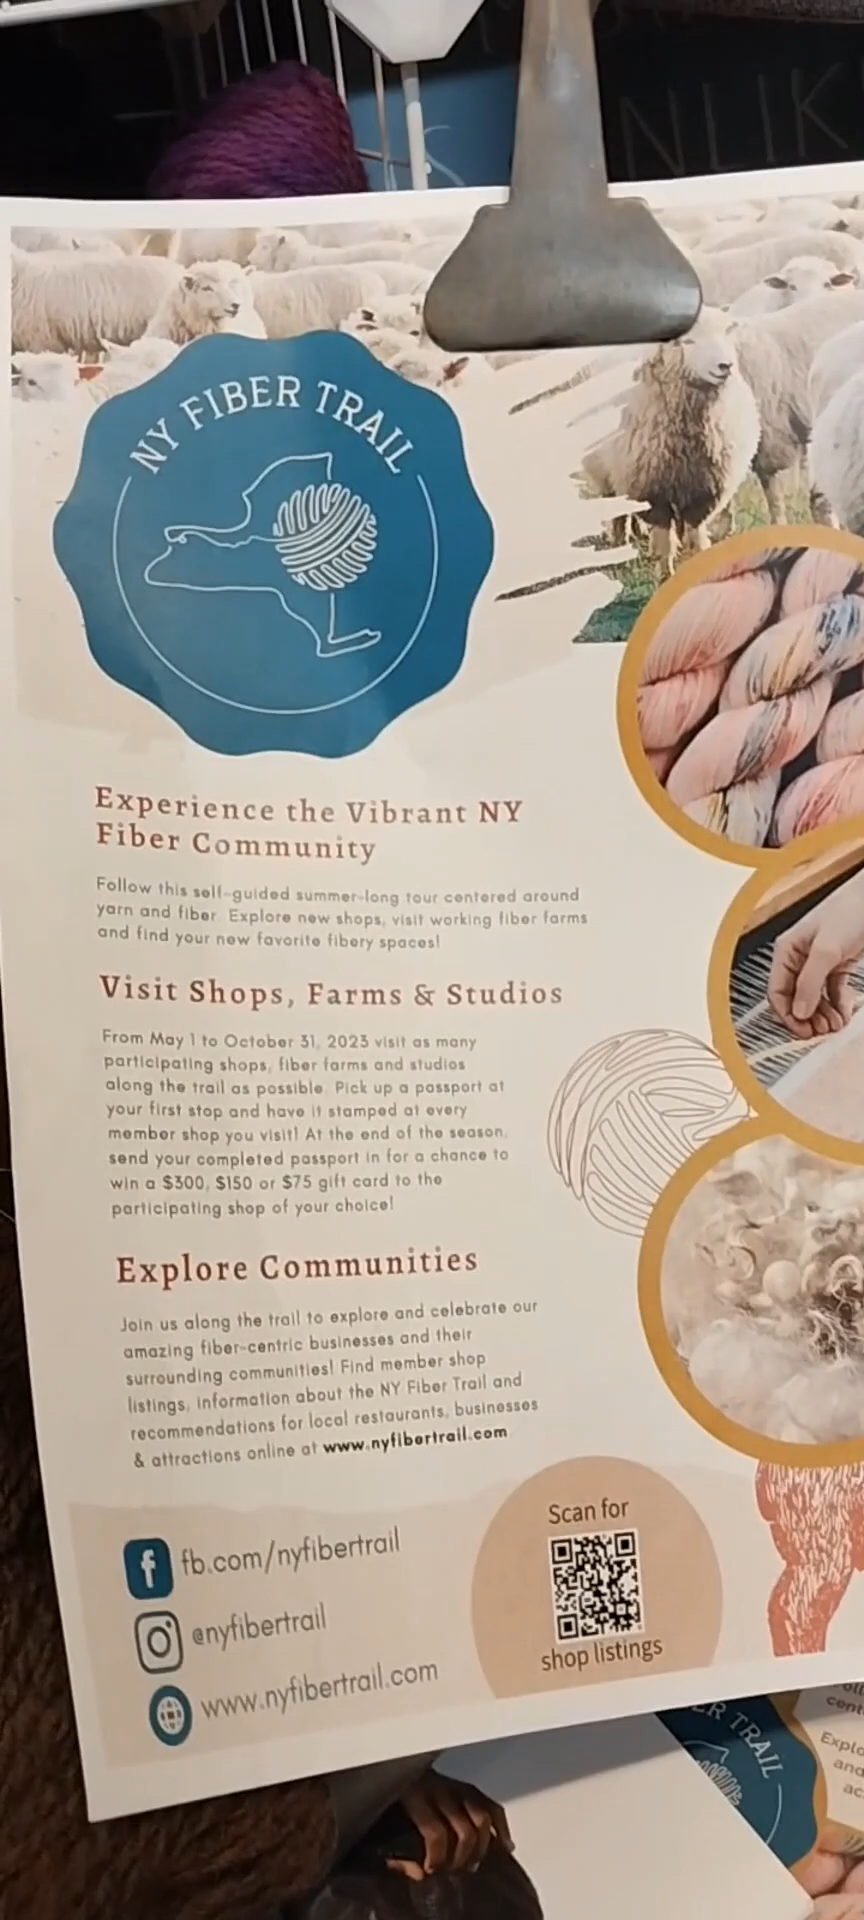 NLIK
NY FIBER TRAIL
Experience the Vibrant NY
Fiber Community
Follow this self-guided summer-long tour centered around
yarn and fiber. Explore new shops, visit working fiber farms
and find your new favorite fibery spaces!
Visit Shops, Farms & Studios
From May 1 to October 31, 2023 visit as many
participating shops, fiber farms and studios
along the trail as possible. Pick up a passport at
your first stop and have it stamped at every
member shop you visit! At the end of the season,
send your completed passport in for a chance to
win a $300, $150 or $75 gift card to the
participating shop of your choice!
Explore Communities
Join us along the trail to explore and celebrate our
amazing fiber-centric businesses and their
surrounding communities! Find member shop
listings, information about the NY Fiber Trail and
recommendations for local restaurants, businesses
& attractions online at www.nyfibertrail.com
fb.com/nyfibertrail
@nyfibertrail
www.nyfibertrail.com
Scan for
shop listings
ER TRAIL
cent
Explo
and
ac